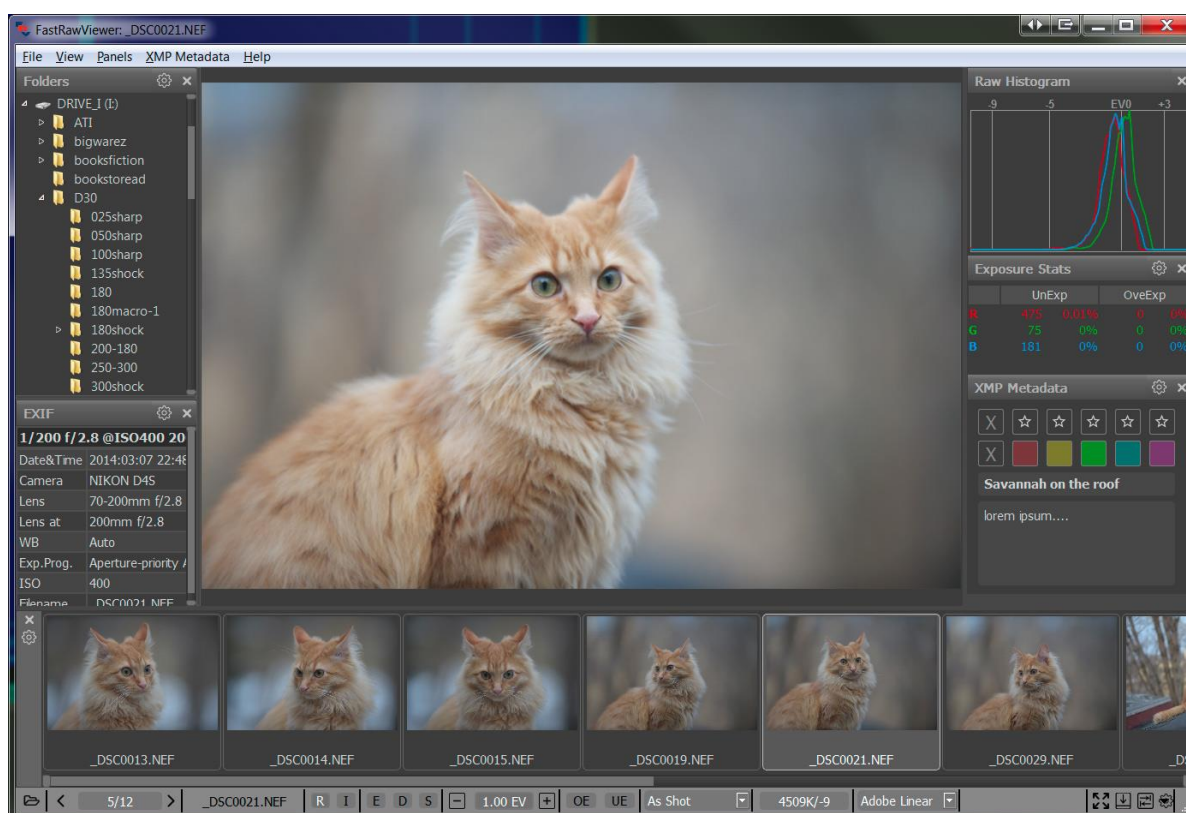 FastRawViewer: _DSC0021.NEF
File View Panels XMP Metadata Help
Folders
DRIVE_I (I:)
ATI
bigwarez
booksfiction
bookstoread
D30
025sharp
050sharp
100sharp
135shock
180
180macro-1
180shock
200-180
250-300
300shock
EXIF
1/200 f/2.8 @ISO400 20
Date&Time 2014:03:07 22:48
Camera NIKON D4S
Lens 70-200mm f/2.8
Lens at 200mm f/2.8
WB Auto
Exp.Prog. Aperture-priority A
ISO 400
Filename _DSC0021.NEF
Raw Histogram
-9 -5 EV0 +3
Exposure Stats
UnExp OveExp
R 475 0.01% 0 0%
G 75 0% 0 0%
B 181 0% 0 0%
XMP Metadata
X
X
Savannah on the roof
lorem ipsum....
_DSC0013.NEF _DSC0014.NEF _DSC0015.NEF _DSC0019.NEF _DSC0021.NEF _DSC0029.NEF _DS
5/12 _DSC0021.NEF R I E D S 1.00 EV OE UE As Shot 4509K/-9 Adobe Linear